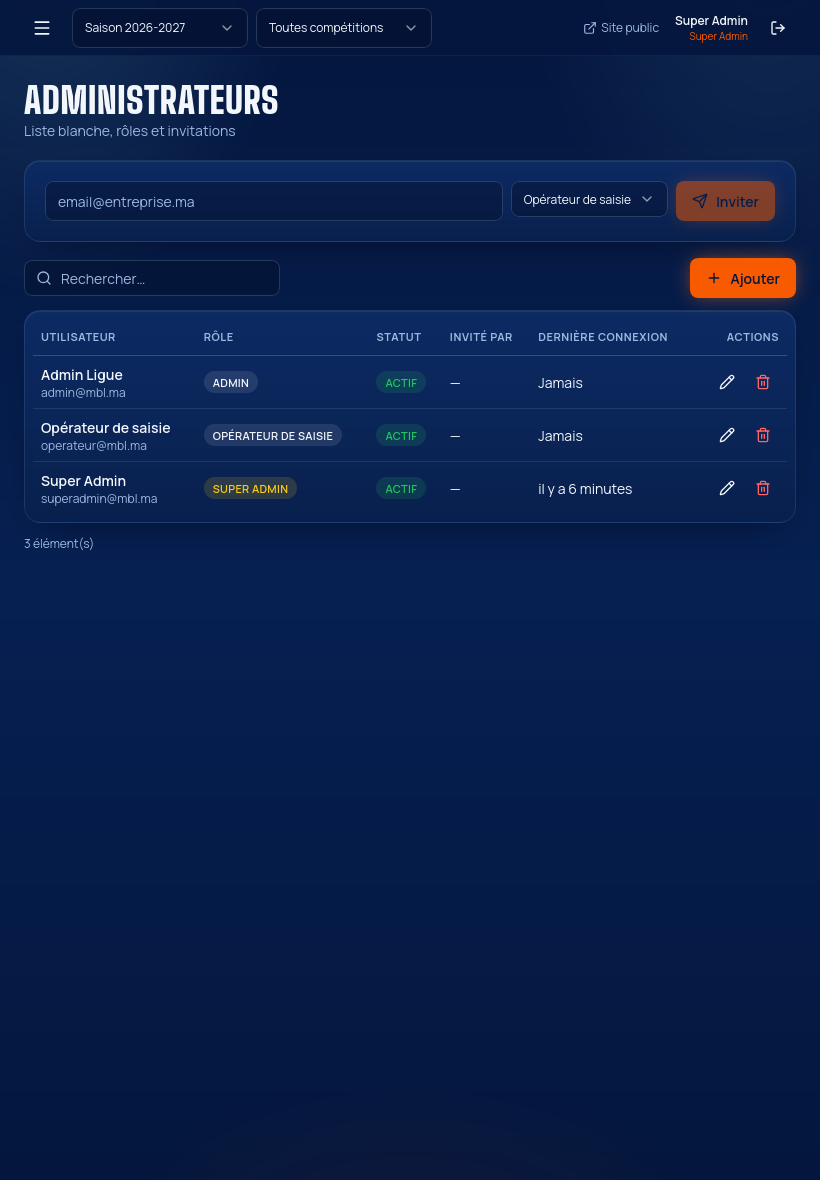 Saison 2026-2027
Toutes compétitions
Site public
Super Admin
Super Admin
ADMINISTRATEURS
Liste blanche, rôles et invitations
email@entreprise.ma
Opérateur de saisie
Inviter
Rechercher...
Ajouter
UTILISATEUR RÔLE STATUT INVITÉ PAR DERNIÈRE CONNEXION ACTIONS
Admin Ligue
admin@mbl.ma
ADMIN
ACTIF
—
Jamais
Opérateur de saisie
operateur@mbl.ma
OPÉRATEUR DE SAISIE
ACTIF
—
Jamais
Super Admin
superadmin@mbl.ma
SUPER ADMIN
ACTIF
—
il y a 6 minutes
3 élément(s)